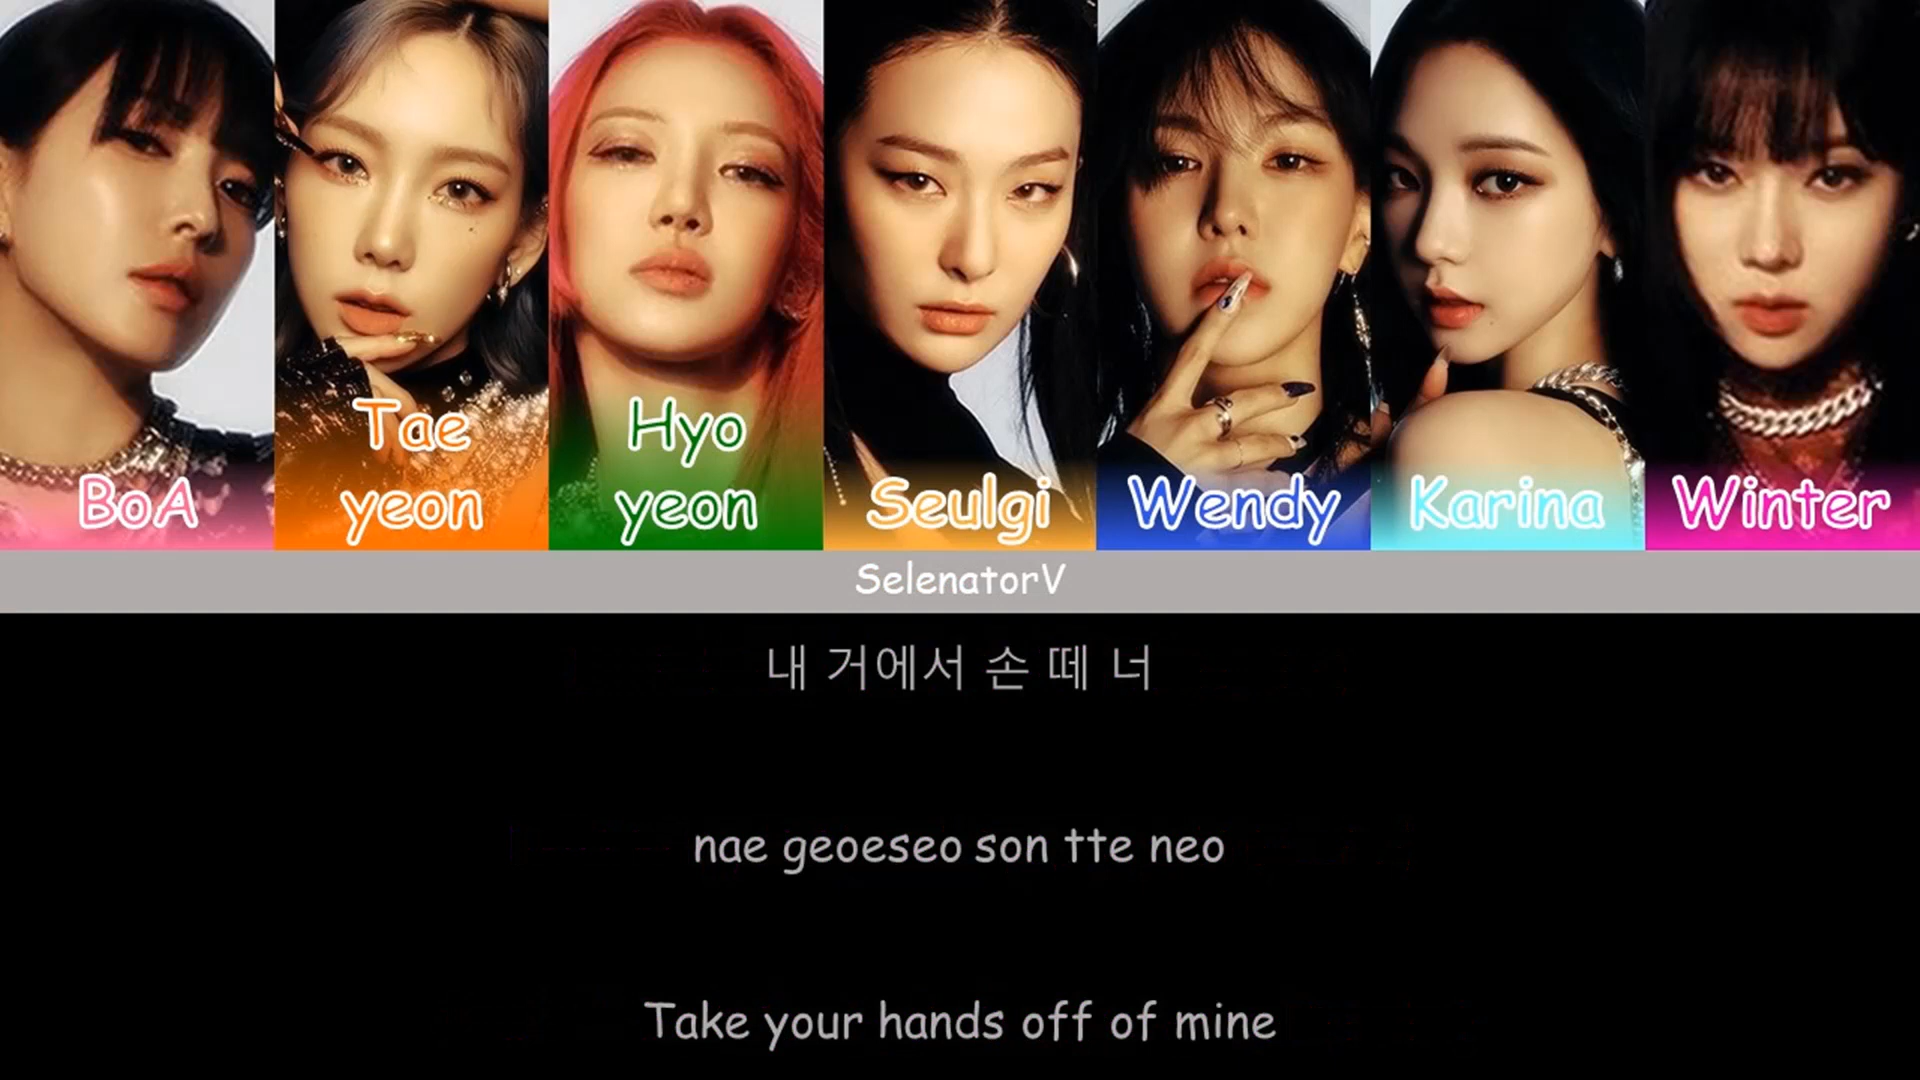 BoA
Tae
yeon
Hyo
yeon
Seulgi
Wendy
Karina
Winter
SelenatorV
내 거에서 손 떼 너
nae geoeseo son tte neo
Take your hands off of mine